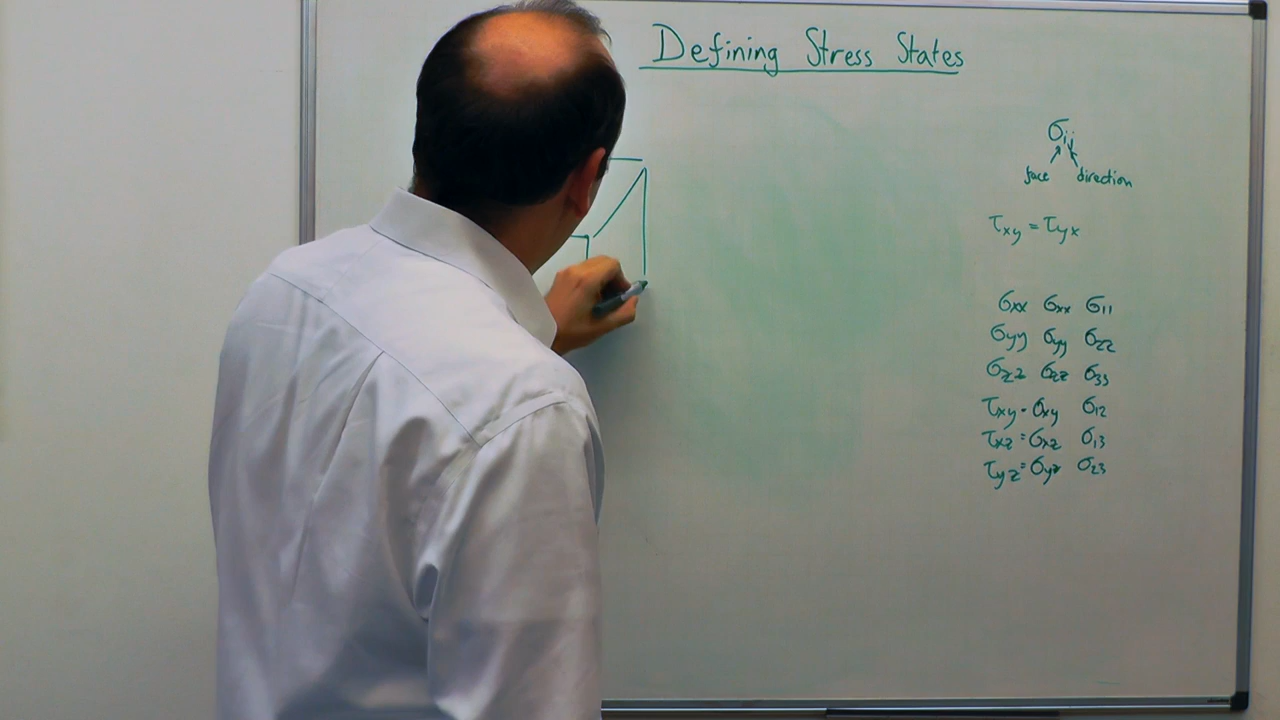 Defining Stress States
σij
face direction
τxy = τyx
σxx σxx σ11
σyy σyy σ22
σzz σzz σ33
τxy = σxy σ12
τxz = σxz σ13
τyz = σyz σ23